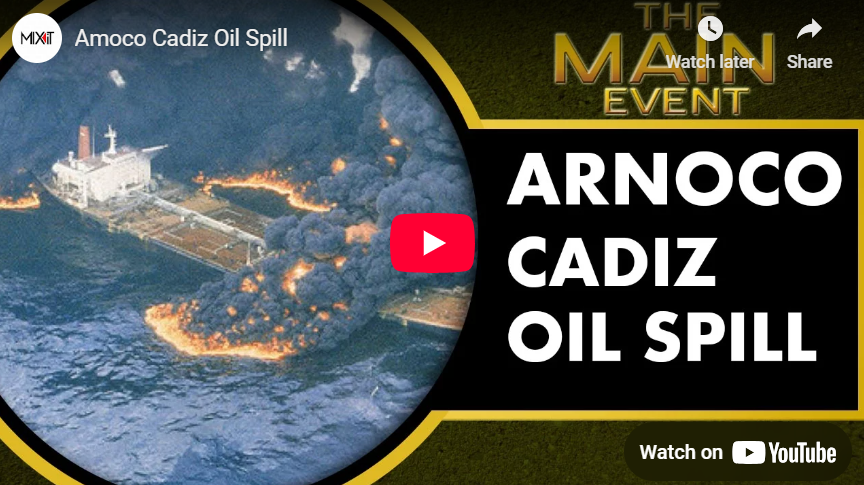 MIXiT
Amoco Cadiz Oil Spill
THE
MAIN
EVENT
Watch later
Share
ARNOCO
CADIZ
OIL SPILL
Watch on YouTube